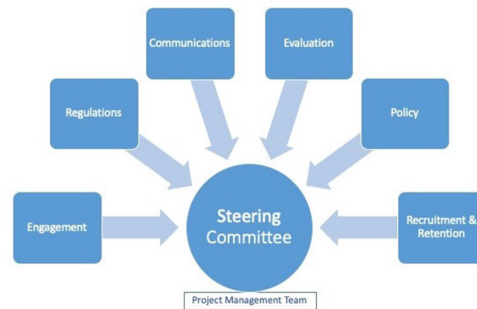 Communications
Evaluation
Regulations
Policy
Engagement
Steering
Committee
Recruitment &
Retention
Project Management Team